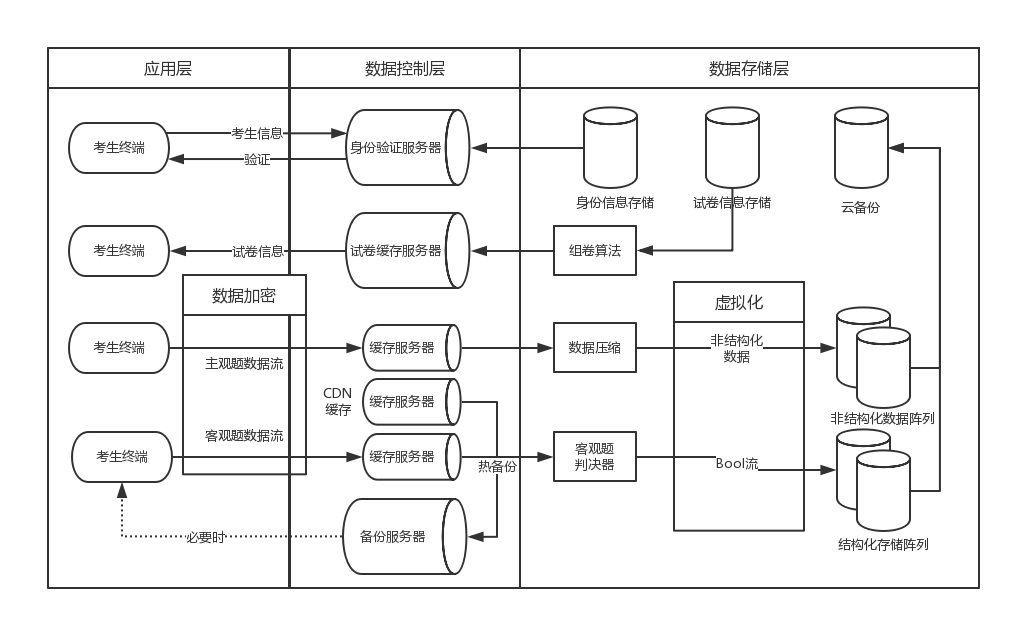 应用层
数据控制层
数据存储层
考生终端
考生信息
验证
身份验证服务器
身份信息存储
试卷信息存储
云备份
考生终端
试卷信息
试卷缓存服务器
组卷算法
数据加密
虚拟化
考生终端
主观题数据流
缓存服务器
数据压缩
非结构化
数据
CDN
缓存
缓存服务器
非结构化数据阵列
考生终端
客观题数据流
缓存服务器
热备份
客观题
判决器
Bool流
必要时
备份服务器
结构化存储阵列